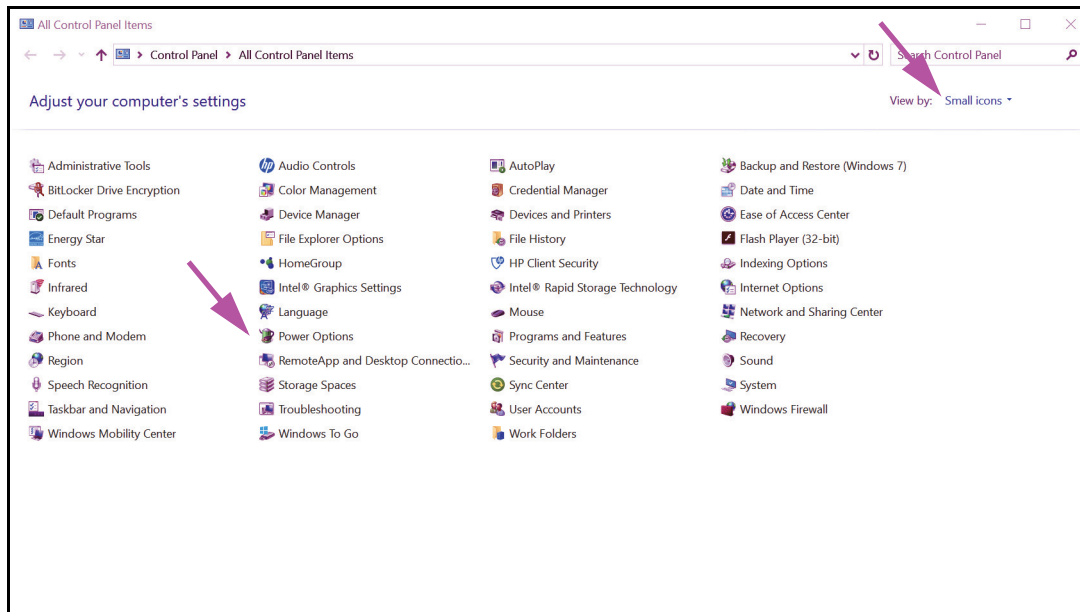 All Control Panel Items
Control Panel > All Control Panel Items
Search Control Panel
Adjust your computer's settings
View by: Small icons
Administrative Tools
Audio Controls
AutoPlay
Backup and Restore (Windows 7)
BitLocker Drive Encryption
Color Management
Credential Manager
Date and Time
Default Programs
Device Manager
Devices and Printers
Ease of Access Center
Energy Star
File Explorer Options
File History
Flash Player (32-bit)
Fonts
HomeGroup
HP Client Security
Indexing Options
Infrared
Intel® Graphics Settings
Intel® Rapid Storage Technology
Internet Options
Keyboard
Language
Mouse
Network and Sharing Center
Phone and Modem
Power Options
Programs and Features
Recovery
Region
RemoteApp and Desktop Connectio...
Security and Maintenance
Sound
Speech Recognition
Storage Spaces
Sync Center
System
Taskbar and Navigation
Troubleshooting
User Accounts
Windows Firewall
Windows Mobility Center
Windows To Go
Work Folders